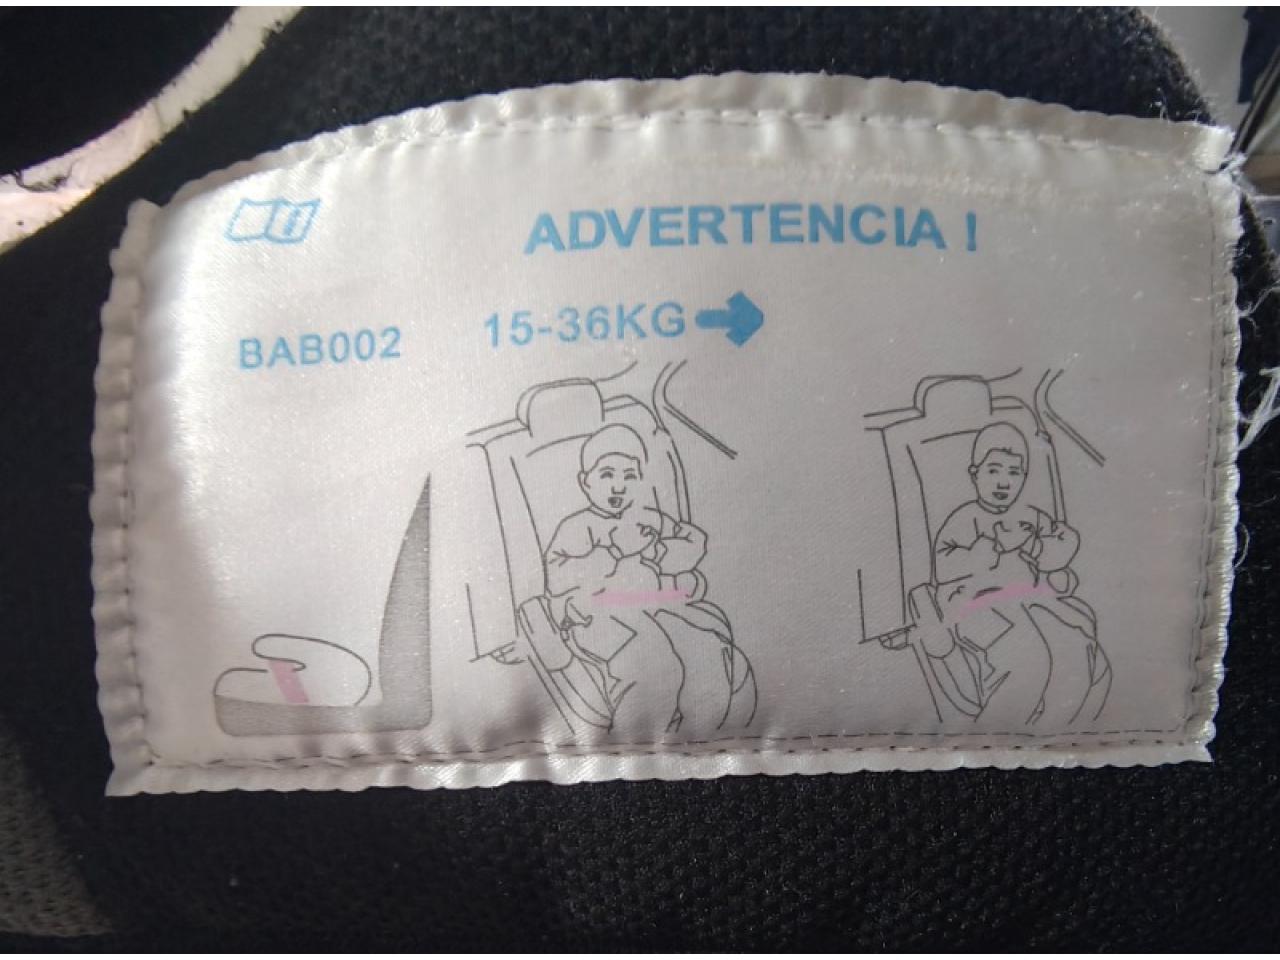 ADVERTENCIA !
BAB002
15-36KG